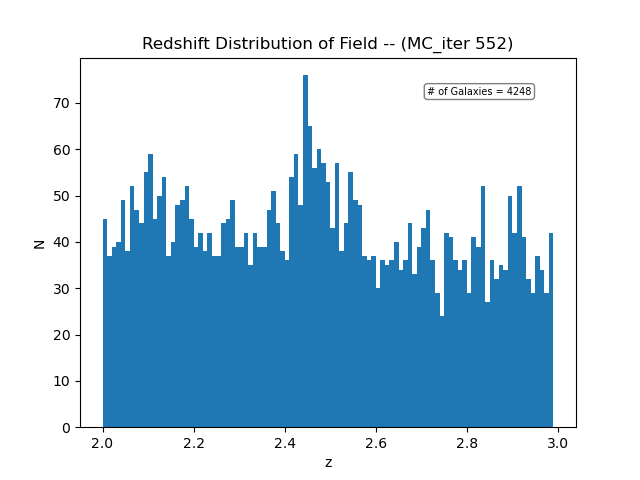 Redshift Distribution of Field -- (MC_iter 552)
# of Galaxies = 4248
70
60
50
40
30
20
10
0
N
2.0 2.2 2.4 2.6 2.8 3.0
z